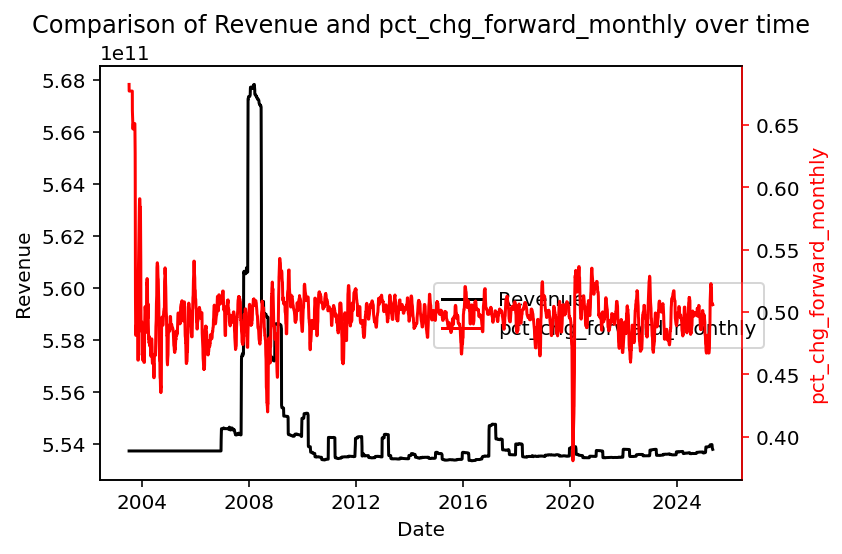 Comparison of Revenue and pct_chg_forward_monthly over time
1e11
5.68
5.66
5.64
5.62
5.60
5.58
5.56
5.54
Revenue
0.65
0.60
0.55
0.50
0.45
0.40
pct_chg_forward_monthly
Revenue
pct_chg_forward_monthly
2004
2008
2012
2016
2020
2024
Date